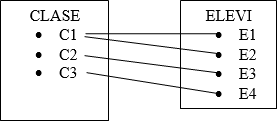 CLASE
• C1
• C2
• C3
ELEVI
• E1
• E2
• E3
• E4